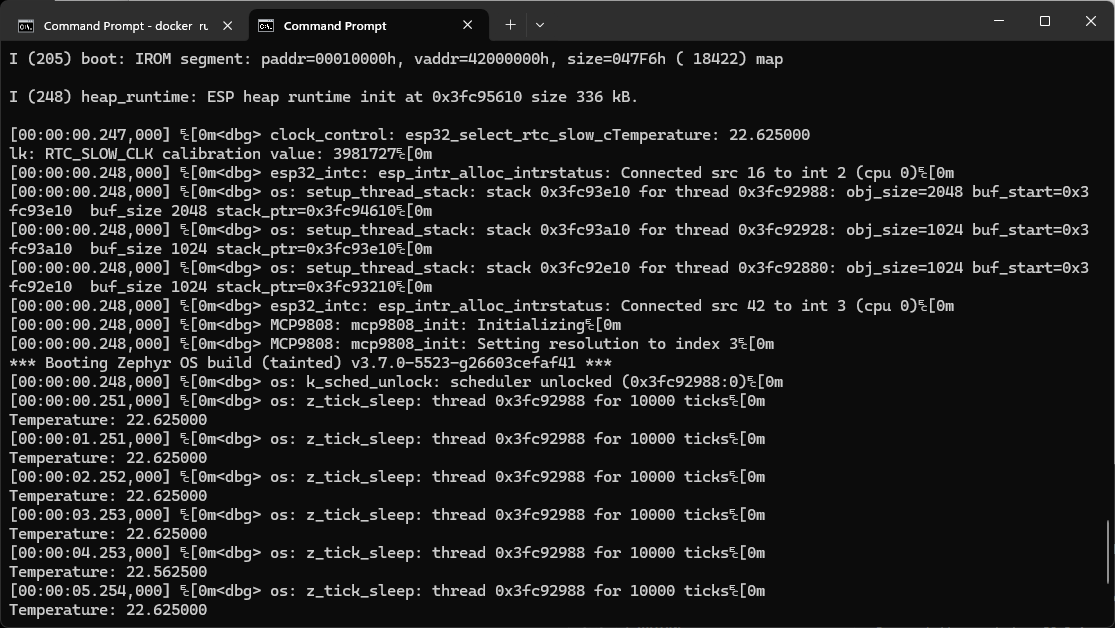 Command Prompt - docker ru
Command Prompt
I (205) boot: IROM segment: paddr=00010000h, vaddr=42000000h, size=047F6h ( 18422) map
I (248) heap_runtime: ESP heap runtime init at 0x3fc95610 size 336 kB.
[00:00:00.247,000] ␛[0m<dbg> clock_control: esp32_select_rtc_slow_cTemperature: 22.625000
lk: RTC_SLOW_CLK calibration value: 3981727␛[0m
[00:00:00.248,000] ␛[0m<dbg> esp32_intc: esp_intr_alloc_intrstatus: Connected src 16 to int 2 (cpu 0)␛[0m
[00:00:00.248,000] ␛[0m<dbg> os: setup_thread_stack: stack 0x3fc93e10 for thread 0x3fc92988: obj_size=2048 buf_start=0x3
fc93e10  buf_size 2048 stack_ptr=0x3fc94610␛[0m
[00:00:00.248,000] ␛[0m<dbg> os: setup_thread_stack: stack 0x3fc93a10 for thread 0x3fc92928: obj_size=1024 buf_start=0x3
fc93a10  buf_size 1024 stack_ptr=0x3fc93e10␛[0m
[00:00:00.248,000] ␛[0m<dbg> os: setup_thread_stack: stack 0x3fc92e10 for thread 0x3fc92880: obj_size=1024 buf_start=0x3
fc92e10  buf_size 1024 stack_ptr=0x3fc93210␛[0m
[00:00:00.248,000] ␛[0m<dbg> esp32_intc: esp_intr_alloc_intrstatus: Connected src 42 to int 3 (cpu 0)␛[0m
[00:00:00.248,000] ␛[0m<dbg> MCP9808: mcp9808_init: Initializing␛[0m
[00:00:00.248,000] ␛[0m<dbg> MCP9808: mcp9808_init: Setting resolution to index 3␛[0m
*** Booting Zephyr OS build (tainted) v3.7.0-5523-g26603cefaf41 ***
[00:00:00.248,000] ␛[0m<dbg> os: k_sched_unlock: scheduler unlocked (0x3fc92988:0)␛[0m
[00:00:00.251,000] ␛[0m<dbg> os: z_tick_sleep: thread 0x3fc92988 for 10000 ticks␛[0m
Temperature: 22.625000
[00:00:01.251,000] ␛[0m<dbg> os: z_tick_sleep: thread 0x3fc92988 for 10000 ticks␛[0m
Temperature: 22.625000
[00:00:02.252,000] ␛[0m<dbg> os: z_tick_sleep: thread 0x3fc92988 for 10000 ticks␛[0m
Temperature: 22.625000
[00:00:03.253,000] ␛[0m<dbg> os: z_tick_sleep: thread 0x3fc92988 for 10000 ticks␛[0m
Temperature: 22.625000
[00:00:04.253,000] ␛[0m<dbg> os: z_tick_sleep: thread 0x3fc92988 for 10000 ticks␛[0m
Temperature: 22.562500
[00:00:05.254,000] ␛[0m<dbg> os: z_tick_sleep: thread 0x3fc92988 for 10000 ticks␛[0m
Temperature: 22.625000